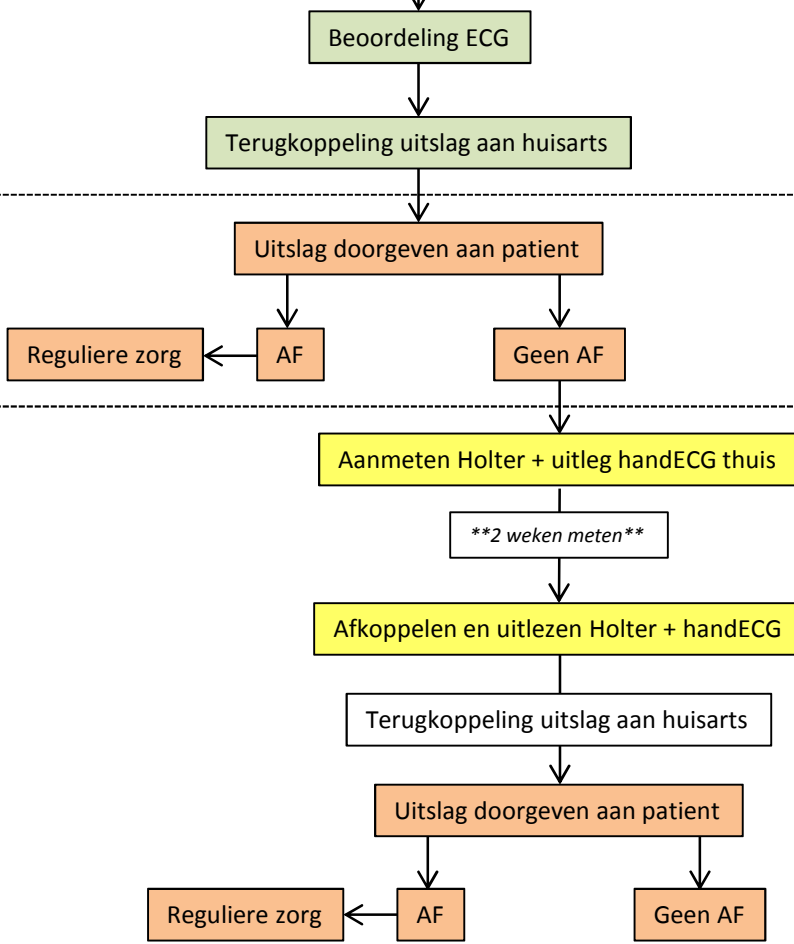 Beoordeling ECG
Terugkoppeling uitslag aan huisarts
Uitslag doorgeven aan patient
Reguliere zorg
AF
Geen AF
Aanmeten Holter + uitleg handECG thuis
**2 weken meten**
Afkoppelen en uitlezen Holter + handECG
Terugkoppeling uitslag aan huisarts
Uitslag doorgeven aan patient
Reguliere zorg
AF
Geen AF